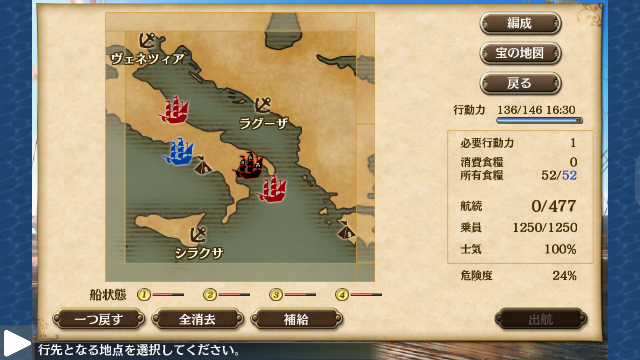 編成
宝の地図
戻る
ヴェネツィア
ラグーザ
シラクサ
行動力 136/146 16:30
必要行動力 1
消費食糧 0
所有食糧 52/52
航続 0/477
乗員 1250/1250
士気 100%
危険度 24%
船状態 1 2 3 4
一つ戻す 全消去 補給 出航
行先となる地点を選択してください。